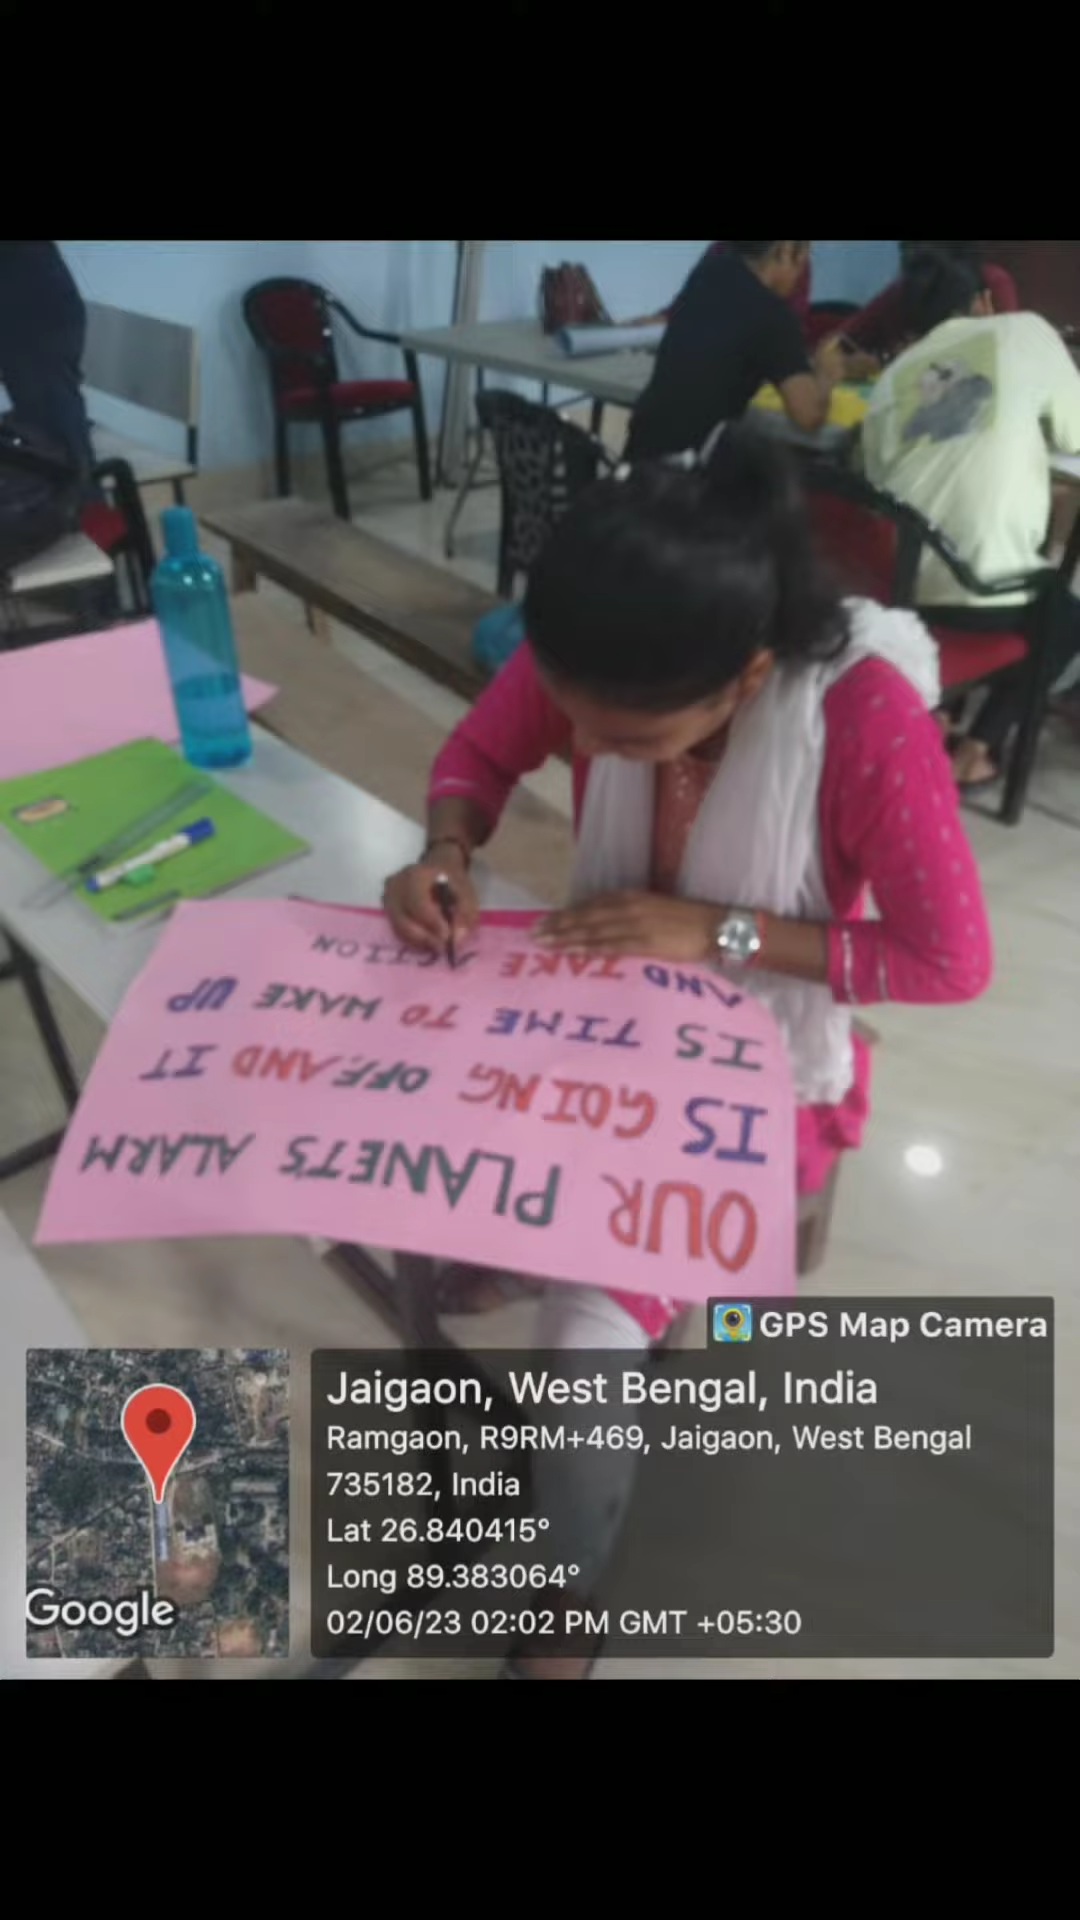 OUR PLANET'S ALARM
IS GOING OFF, AND IT
IS TIME TO WAKE UP
AND TAKE ACTION
GPS Map Camera
Jaigaon, West Bengal, India
Ramgaon, R9RM+469, Jaigaon, West Bengal
735182, India
Lat 26.840415°
Long 89.383064°
02/06/23 02:02 PM GMT +05:30
Google